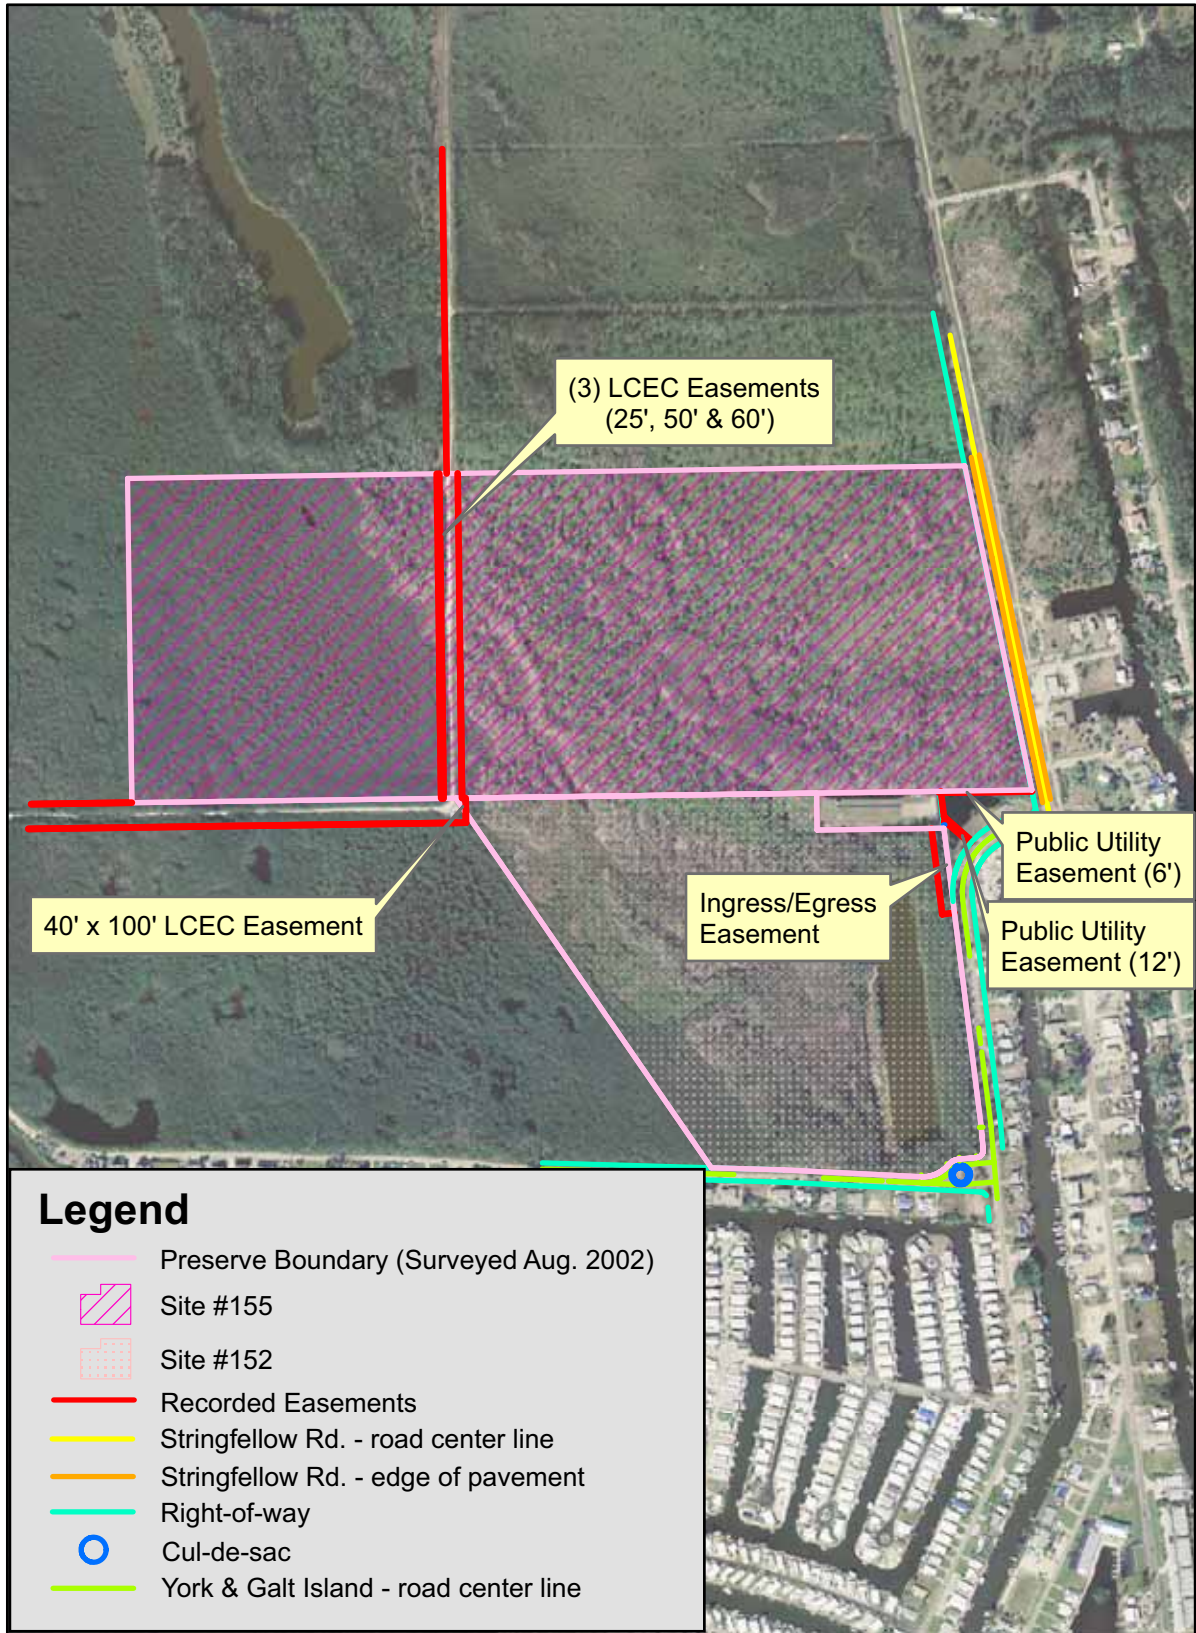 (3) LCEC Easements
(25', 50' & 60')
Public Utility
Easement (6')
Ingress/Egress
Easement
40' x 100' LCEC Easement
Public Utility
Easement (12')
Legend
Preserve Boundary (Surveyed Aug. 2002)
Site #155
Site #152
Recorded Easements
Stringfellow Rd. - road center line
Stringfellow Rd. - edge of pavement
Right-of-way
Cul-de-sac
York & Galt Island - road center line